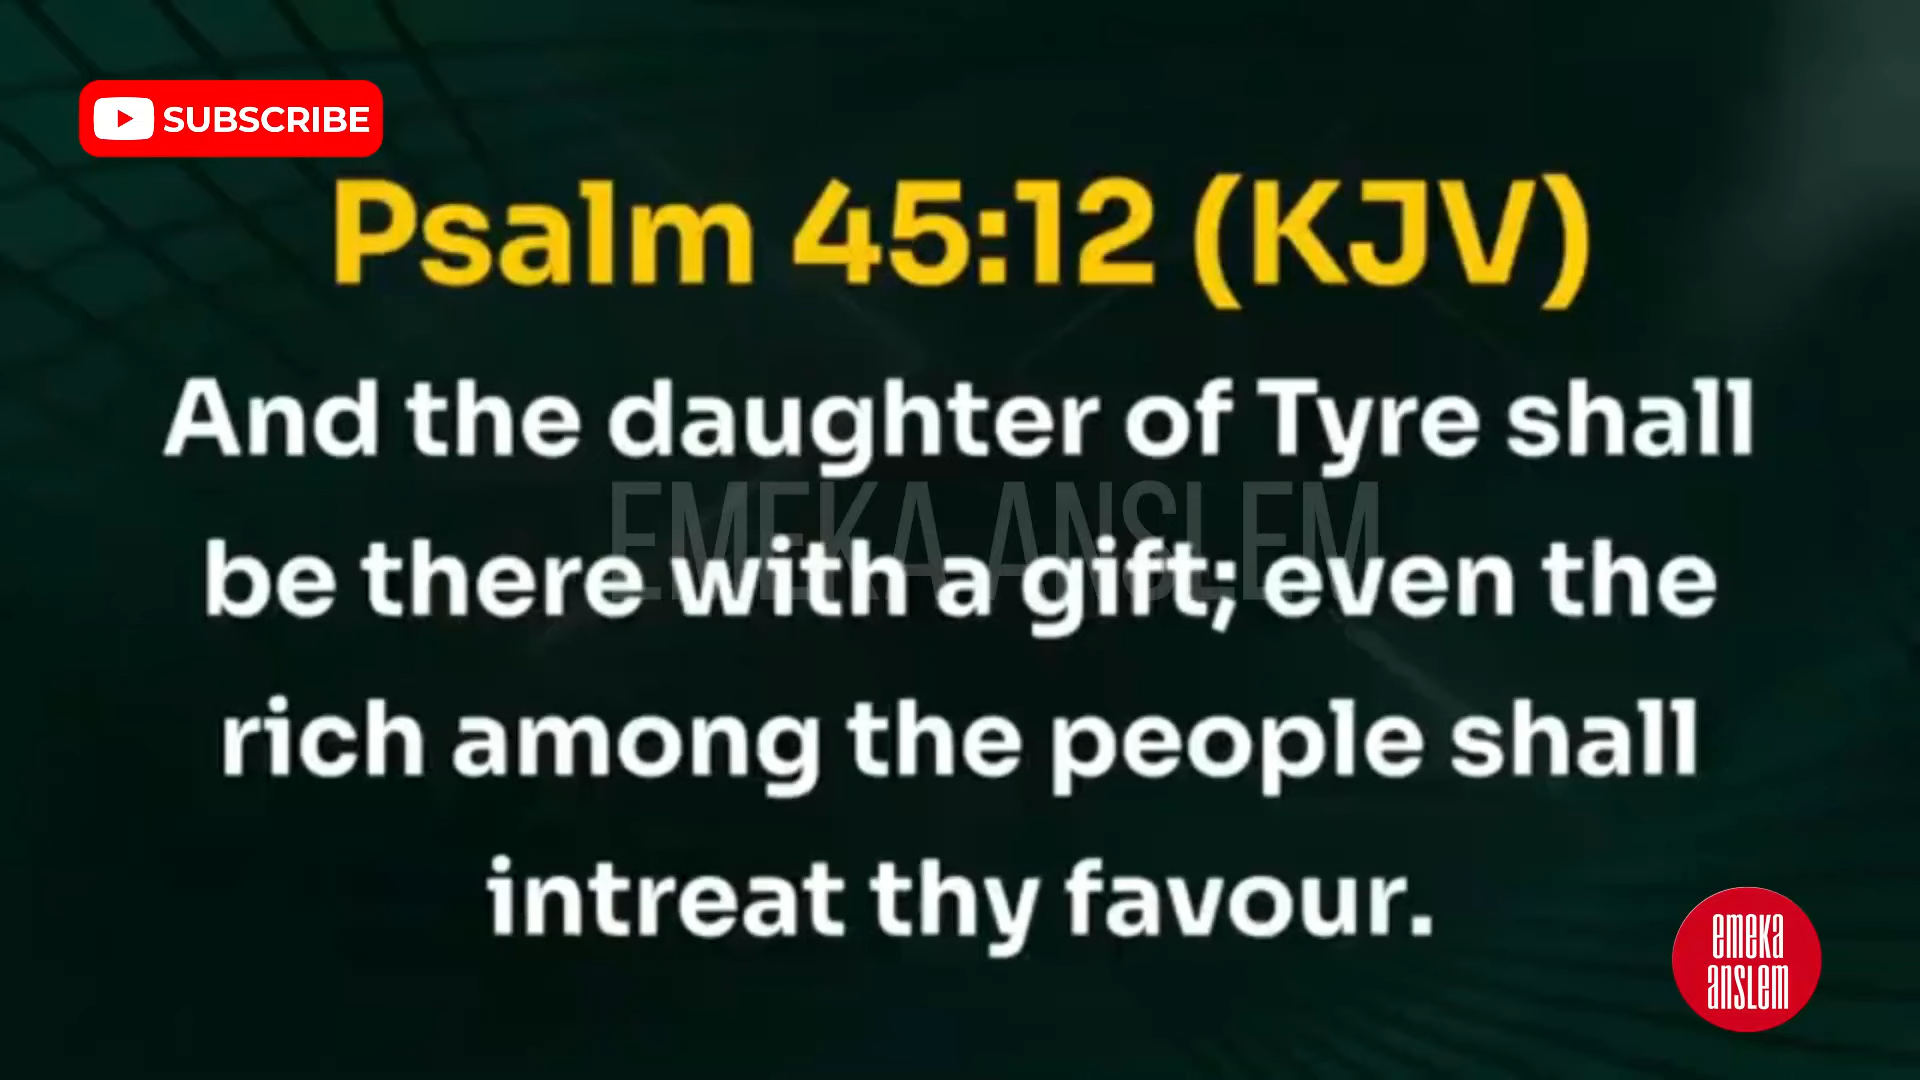 SUBSCRIBE
Psalm 45:12 (KJV)
And the daughter of Tyre shall
EMEKA ANSLEM
be there with a gift; even the
rich among the people shall
intreat thy favour.
emeka
anslem